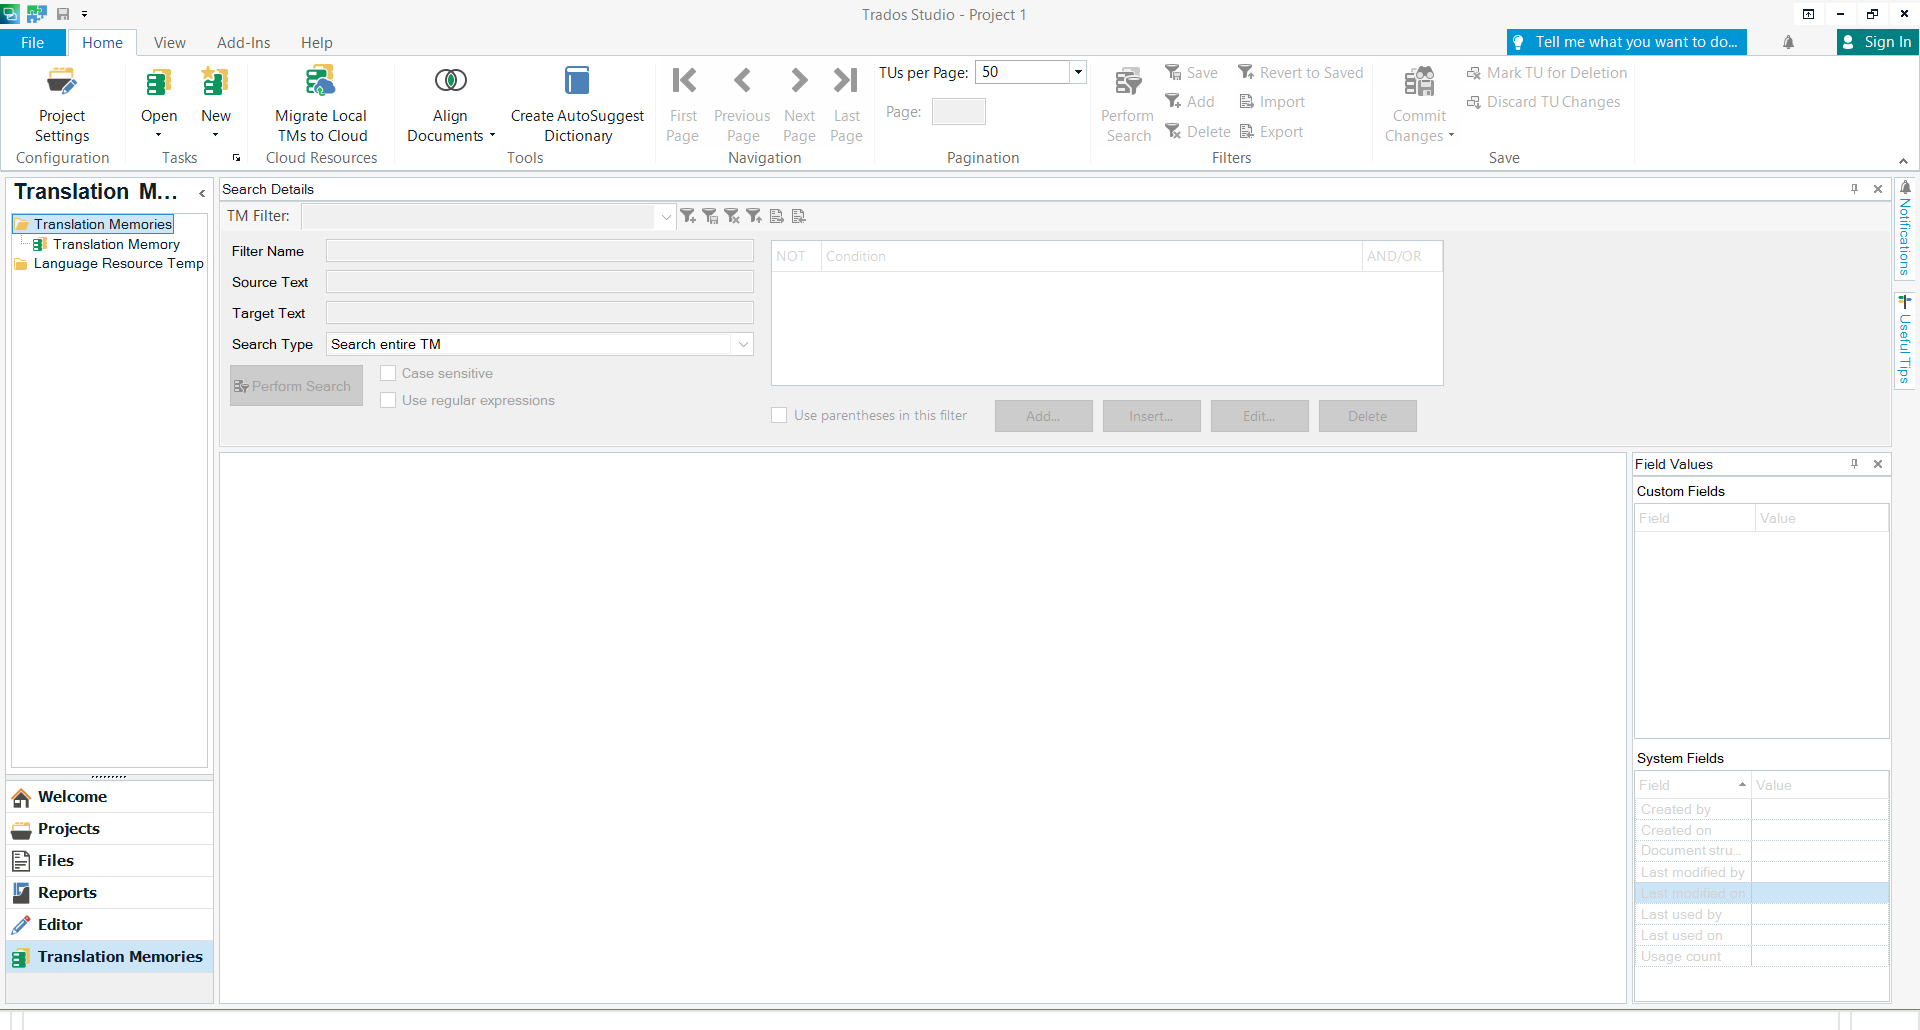 Trados Studio - Project 1
File
Home
View
Add-Ins
Help
Tell me what you want to do...
Sign In
Project Settings
Configuration
Open
New
Tasks
Migrate Local TMs to Cloud
Cloud Resources
Align Documents
Create AutoSuggest Dictionary
Tools
First Page
Previous Page
Next Page
Last Page
Navigation
TUs per Page: 50
Page:
Pagination
Perform Search
Save
Add
Delete
Revert to Saved
Import
Export
Filters
Commit Changes
Mark TU for Deletion
Discard TU Changes
Save
Translation M...
Translation Memories
Translation Memory
Language Resource Temp
Welcome
Projects
Files
Reports
Editor
Translation Memories
Search Details
TM Filter:
Filter Name
Source Text
Target Text
Search Type Search entire TM
Perform Search
Case sensitive
Use regular expressions
NOT Condition AND/OR
Use parentheses in this filter
Add...
Insert...
Edit...
Delete
Field Values
Custom Fields
Field Value
System Fields
Field Value
Created by
Created on
Document stru...
Last modified by
Last modified on
Last used by
Last used on
Usage count
Notifications
Useful Tips